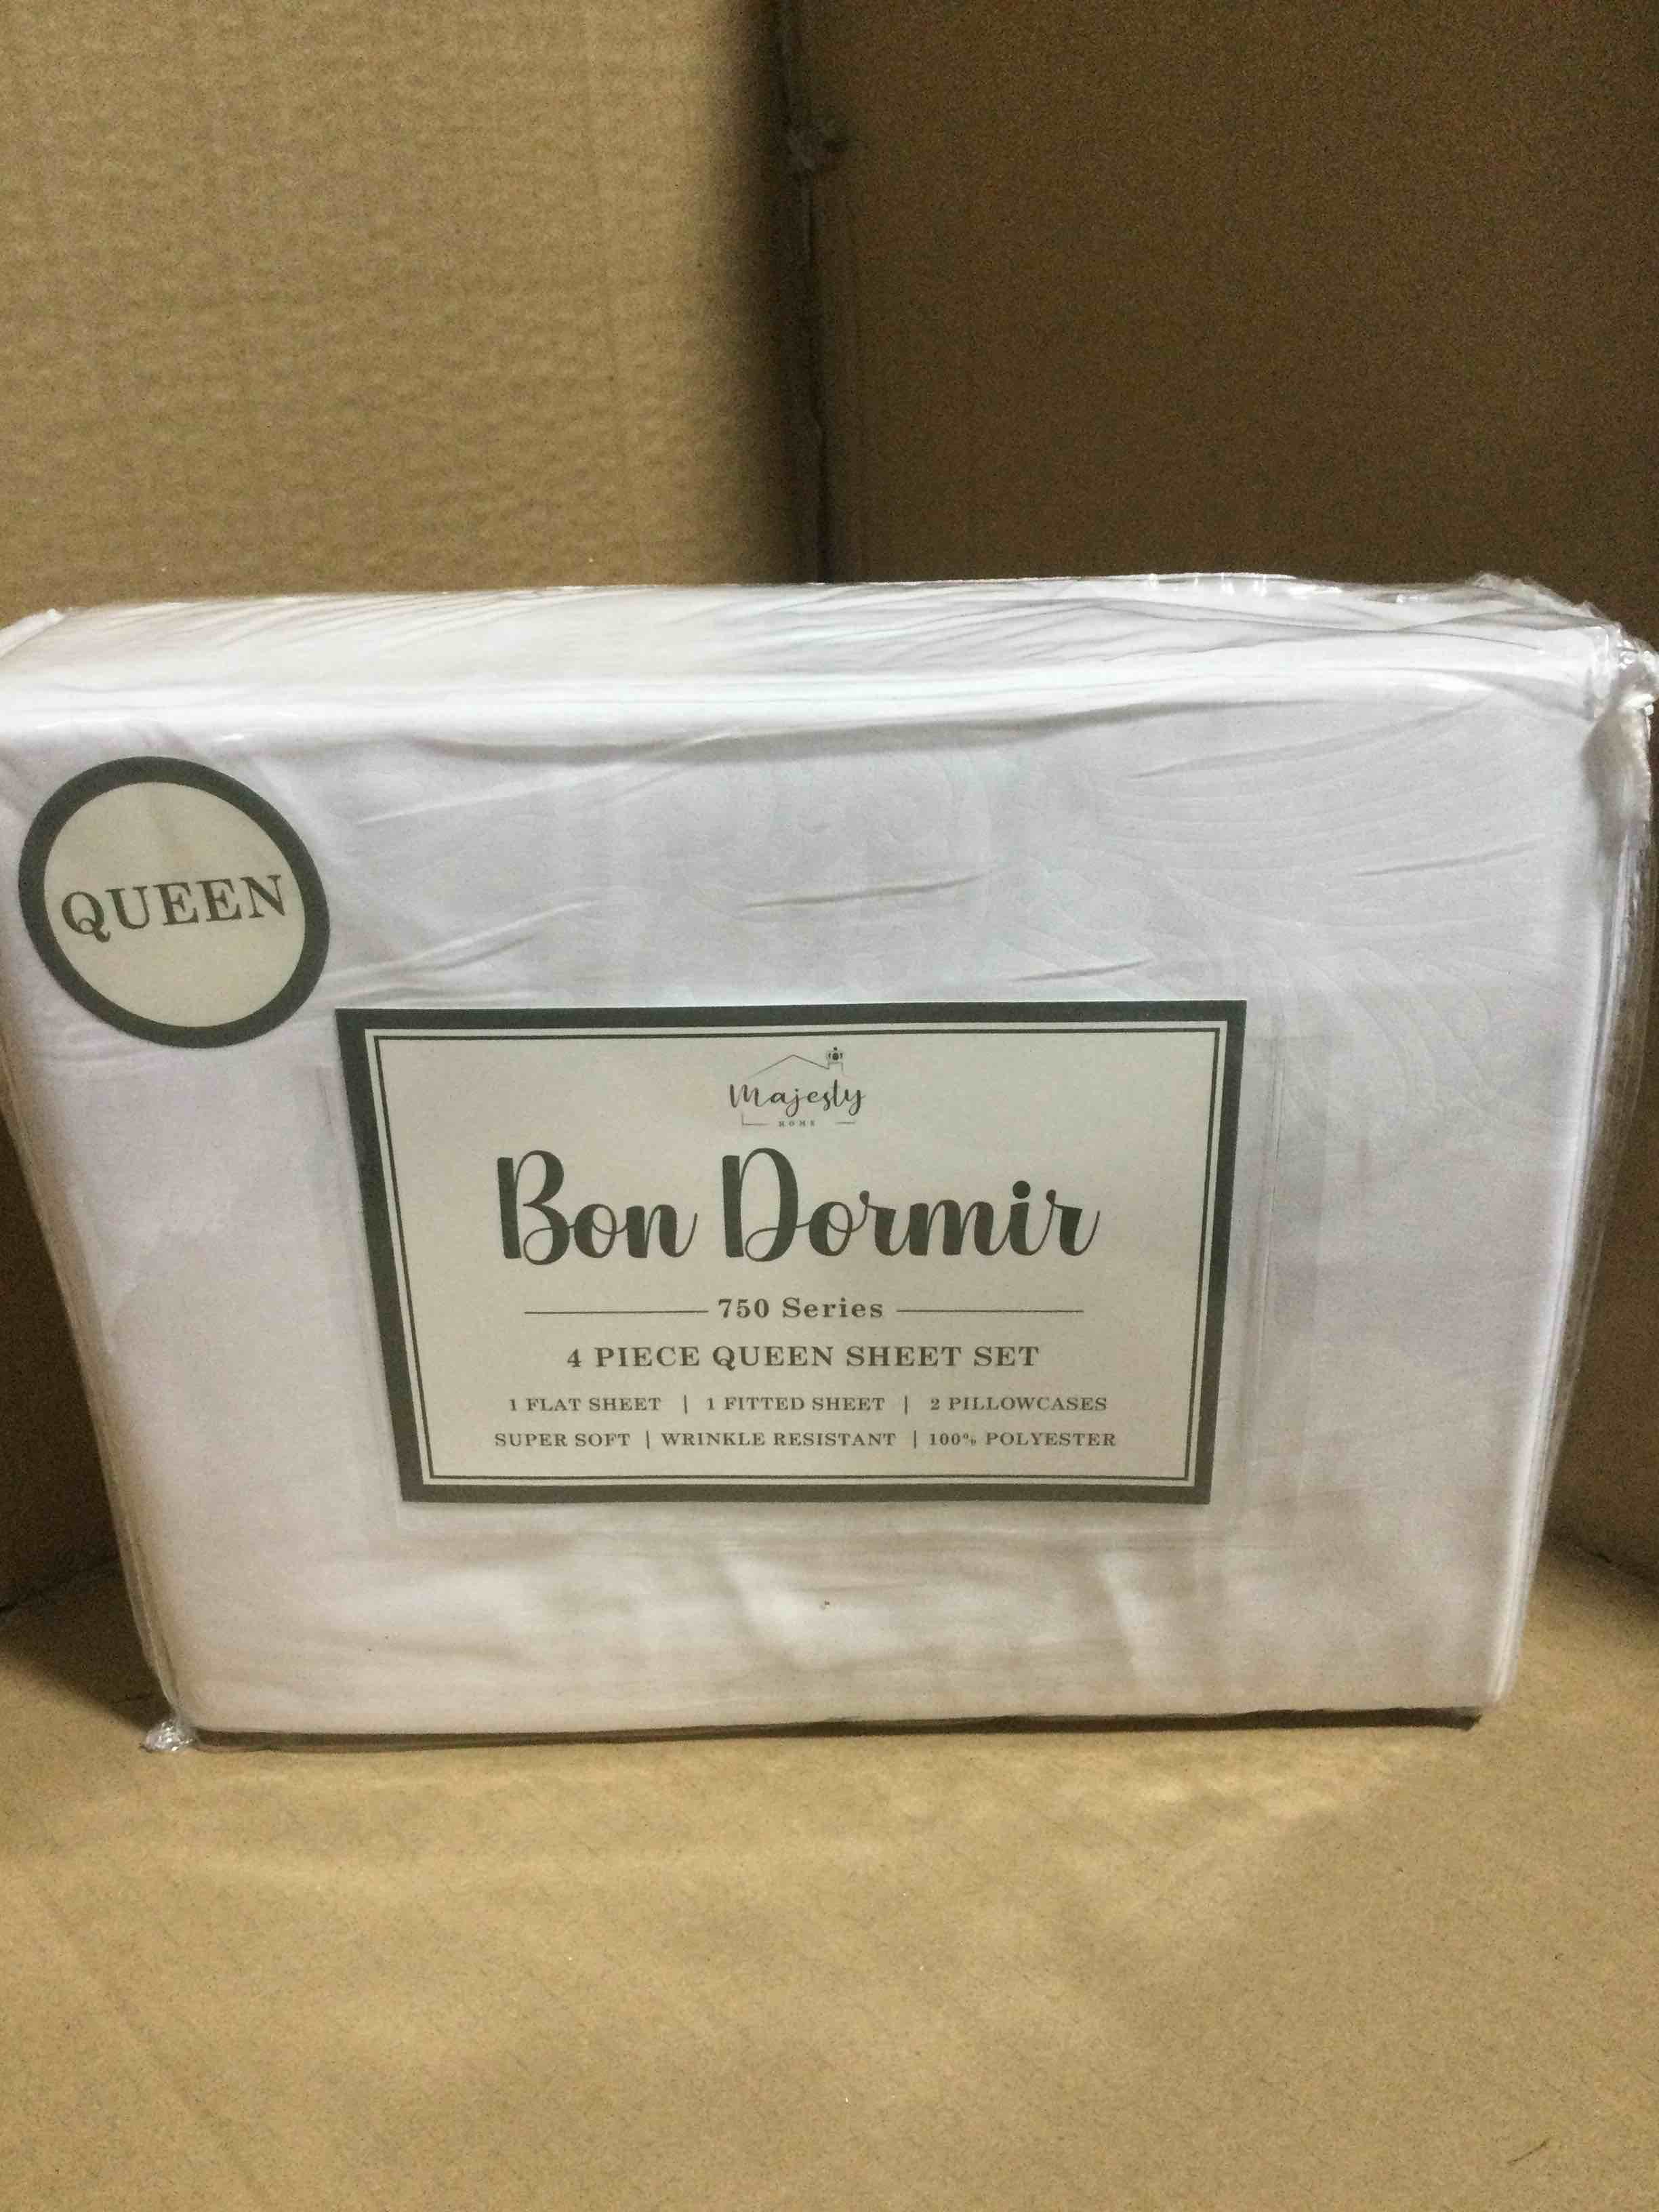 QUEEN
Majesty
HOME
Bon Dormir
750 Series
4 PIECE QUEEN SHEET SET
1 FLAT SHEET | 1 FITTED SHEET | 2 PILLOWCASES
SUPER SOFT | WRINKLE RESISTANT | 100% POLYESTER